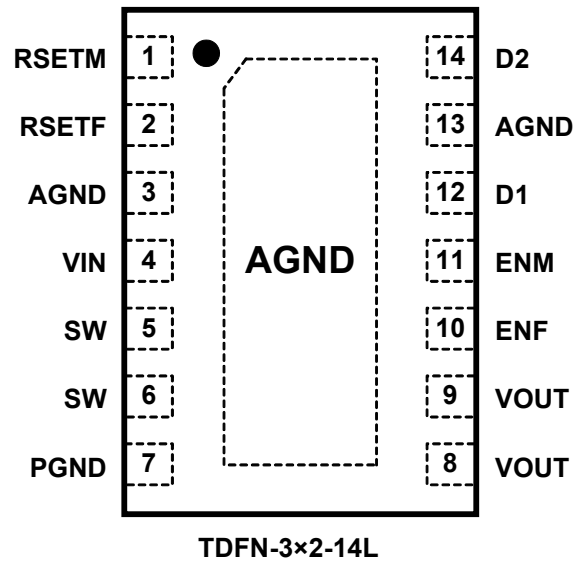 RSETM 1 14 D2
RSETF 2 13 AGND
AGND 3 12 D1
VIN 4 AGND 11 ENM
SW 5 10 ENF
SW 6 9 VOUT
PGND 7 8 VOUT
TDFN-3×2-14L